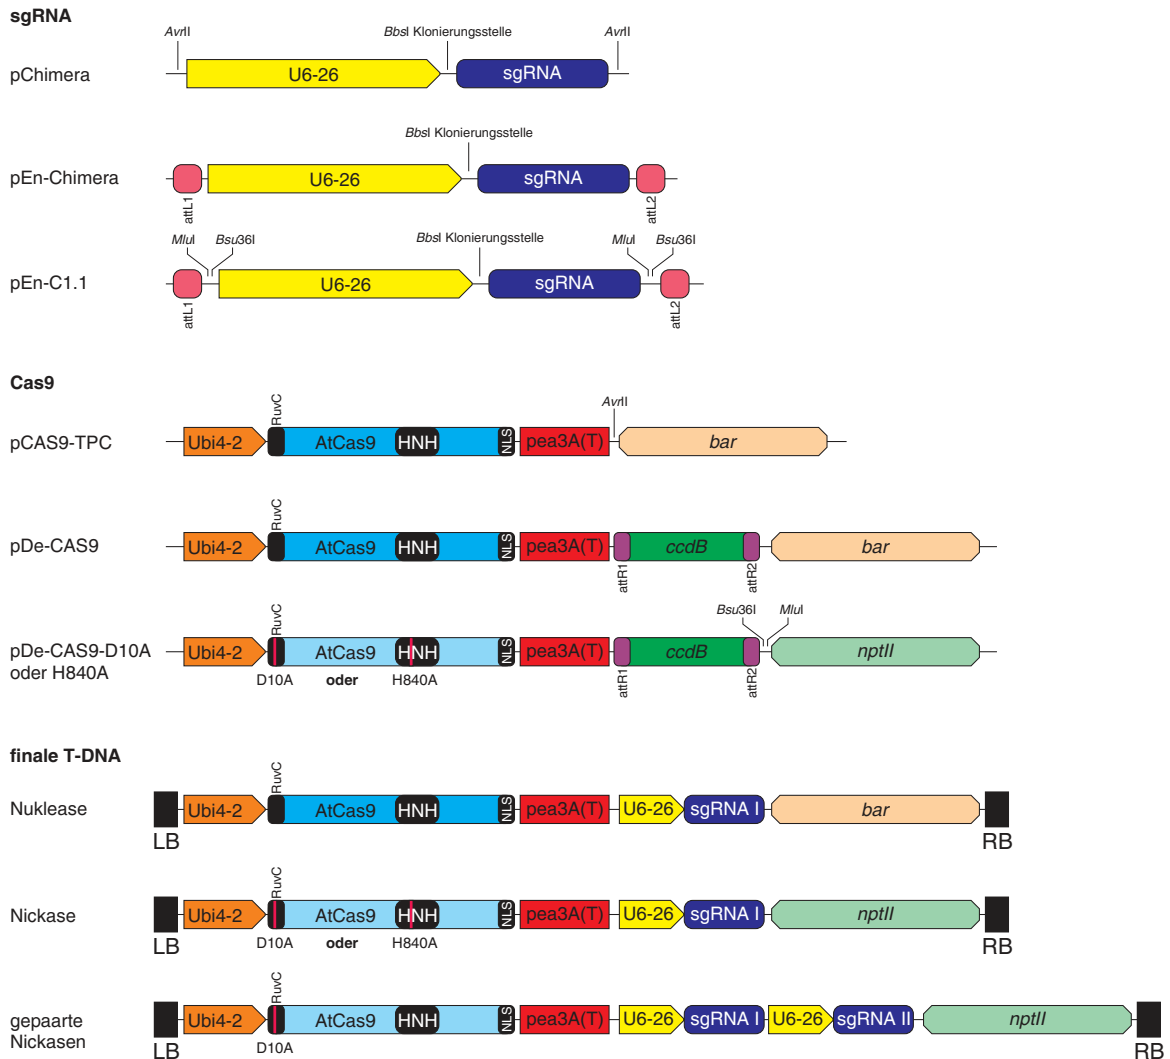 sgRNA
AvrII
BbsI Klonierungsstelle
AvrII
pChimera
U6-26
sgRNA
BbsI Klonierungsstelle
pEn-Chimera
U6-26
sgRNA
attL1
attL2
MluI
Bsu36I
BbsI Klonierungsstelle
MluI
Bsu36I
pEn-C1.1
U6-26
sgRNA
attL1
attL2
Cas9
RuvC
AvrII
pCAS9-TPC
Ubi4-2
AtCas9
HNH
NLS
pea3A(T)
bar
RuvC
pDe-CAS9
Ubi4-2
AtCas9
HNH
NLS
pea3A(T)
ccdB
bar
attR1
attR2
RuvC
Bsu36I
MluI
pDe-CAS9-D10A
oder H840A
Ubi4-2
AtCas9
HNH
NLS
pea3A(T)
ccdB
nptII
D10A
oder
H840A
attR1
attR2
finale T-DNA
RuvC
Nuklease
Ubi4-2
AtCas9
HNH
NLS
pea3A(T)
U6-26
sgRNA I
bar
LB
RB
RuvC
Nickase
Ubi4-2
AtCas9
HNH
NLS
pea3A(T)
U6-26
sgRNA I
nptII
LB
D10A
oder
H840A
RB
RuvC
gepaarte
Nickasen
Ubi4-2
AtCas9
HNH
NLS
pea3A(T)
U6-26
sgRNA I
U6-26
sgRNA II
nptII
LB
D10A
RB